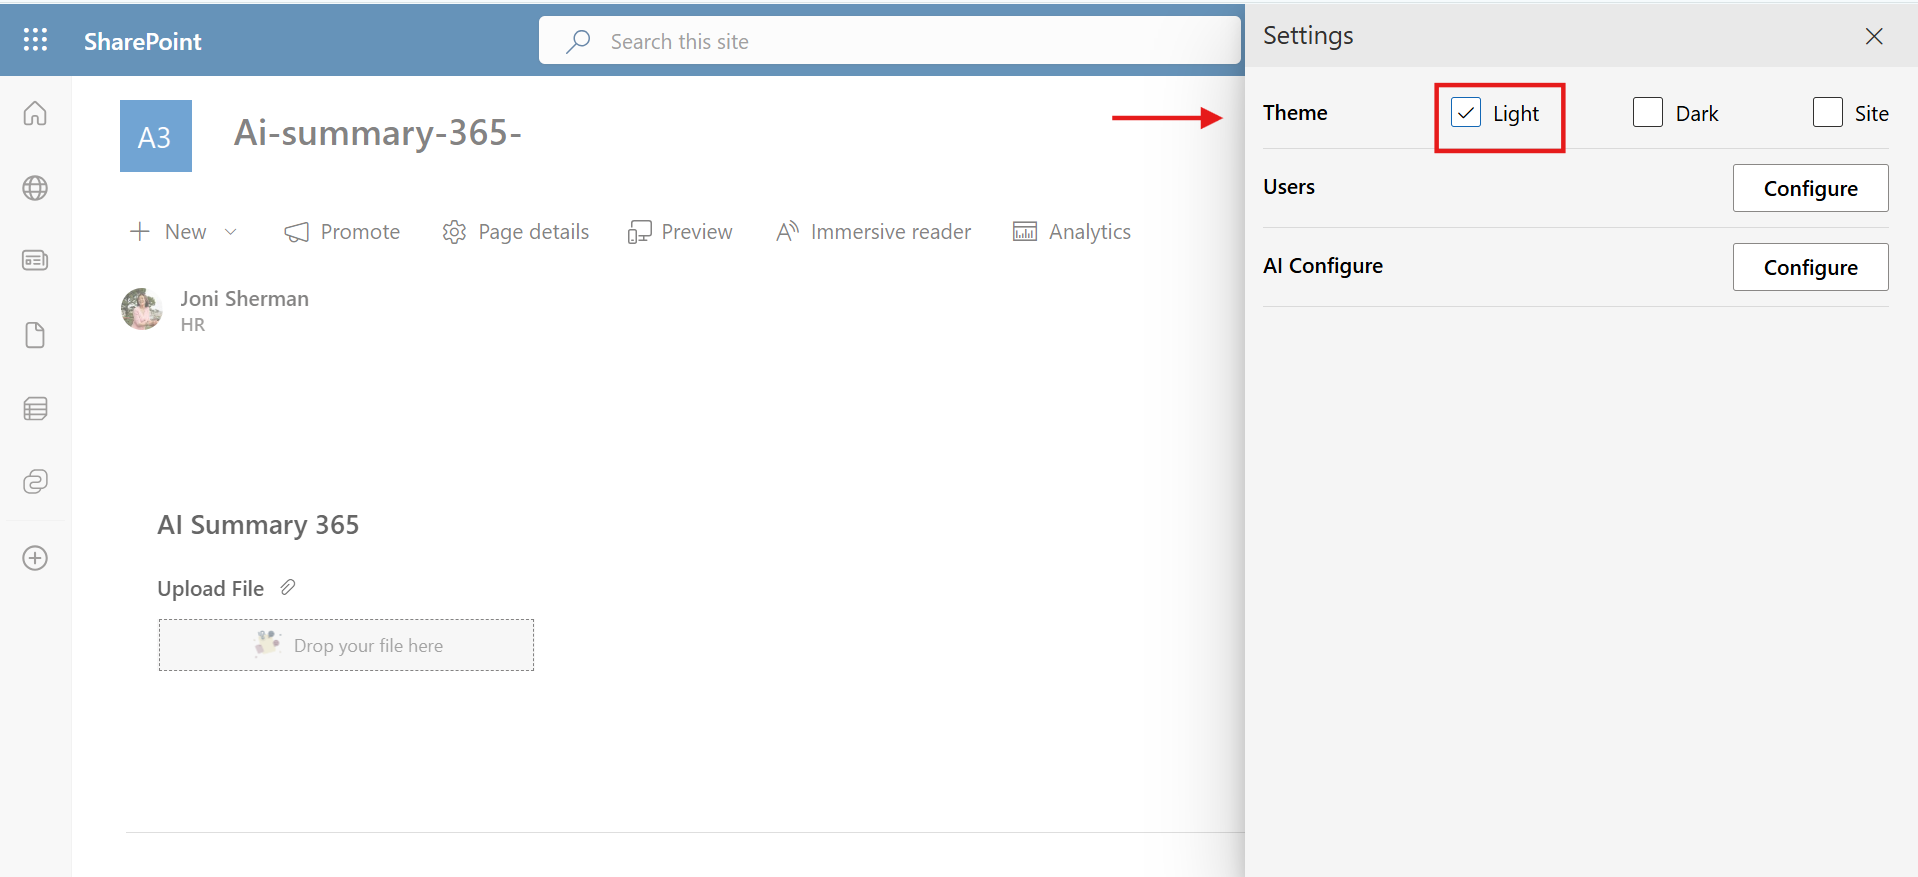 SharePoint
Search this site
Settings
Theme
Light
Dark
Site
A3
Ai-summary-365-
Users
Configure
New
Promote
Page details
Preview
Immersive reader
Analytics
AI Configure
Configure
Joni Sherman
HR
AI Summary 365
Upload File
Drop your file here